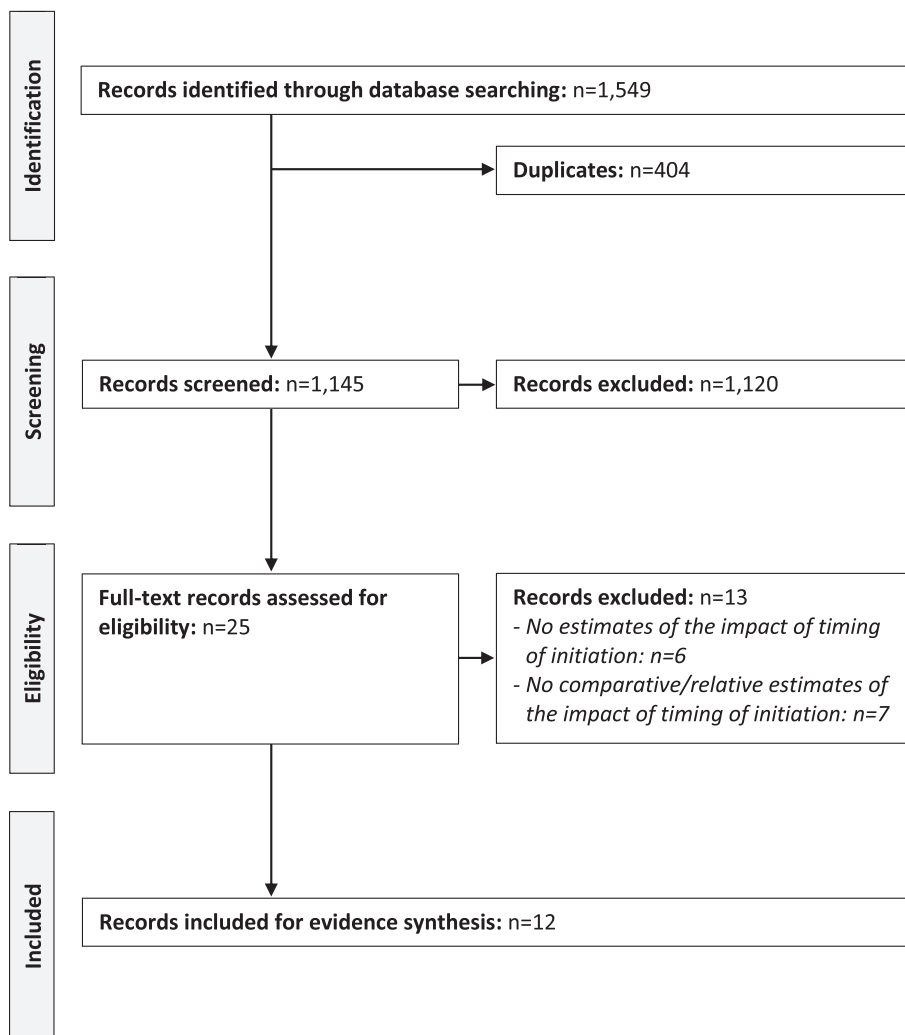 Identification
Records identified through database searching: n=1,549
Duplicates: n=404
Screening
Records screened: n=1,145
Records excluded: n=1,120
Eligibility
Full-text records assessed for
eligibility: n=25
Records excluded: n=13
- No estimates of the impact of timing
of initiation: n=6
- No comparative/relative estimates of
the impact of timing of initiation: n=7
Included
Records included for evidence synthesis: n=12